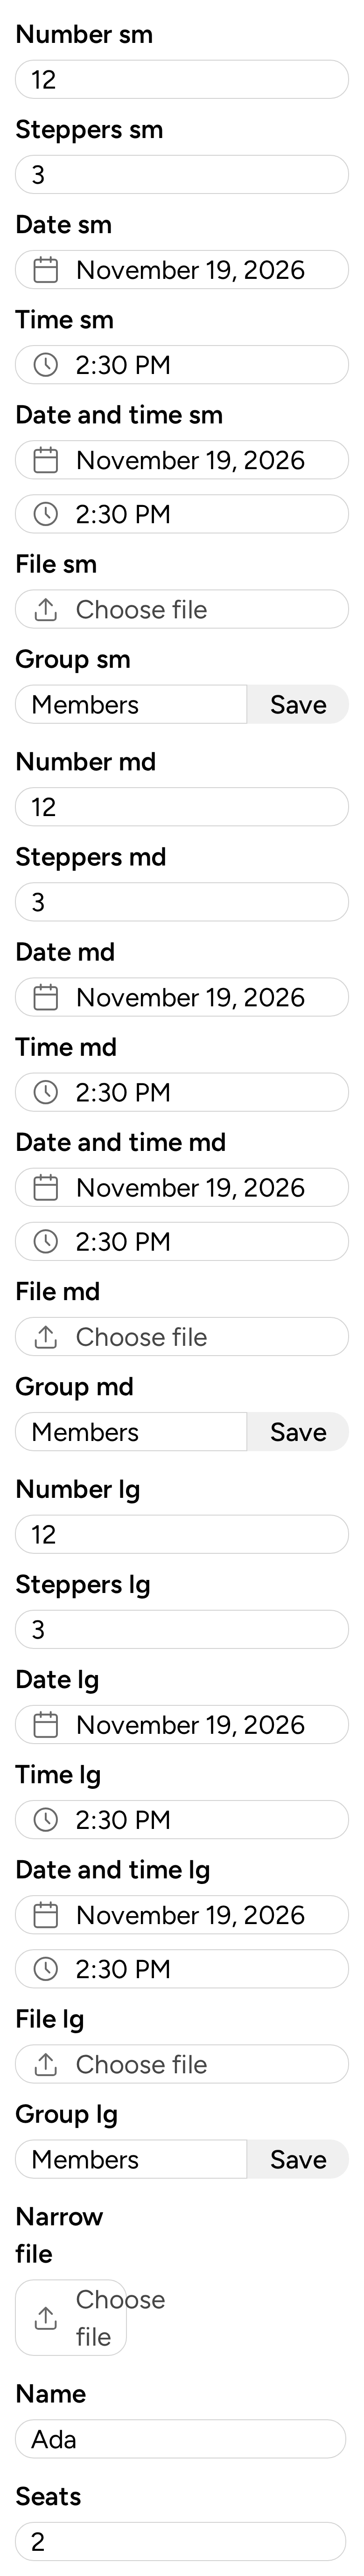 Number sm
12
Steppers sm
3
Date sm
November 19, 2026
Time sm
2:30 PM
Date and time sm
November 19, 2026
2:30 PM
File sm
Choose file
Group sm
Members Save
Number md
12
Steppers md
3
Date md
November 19, 2026
Time md
2:30 PM
Date and time md
November 19, 2026
2:30 PM
File md
Choose file
Group md
Members Save
Number lg
12
Steppers lg
3
Date lg
November 19, 2026
Time lg
2:30 PM
Date and time lg
November 19, 2026
2:30 PM
File lg
Choose file
Group lg
Members Save
Narrow
file
Choose
file
Name
Ada
Seats
2